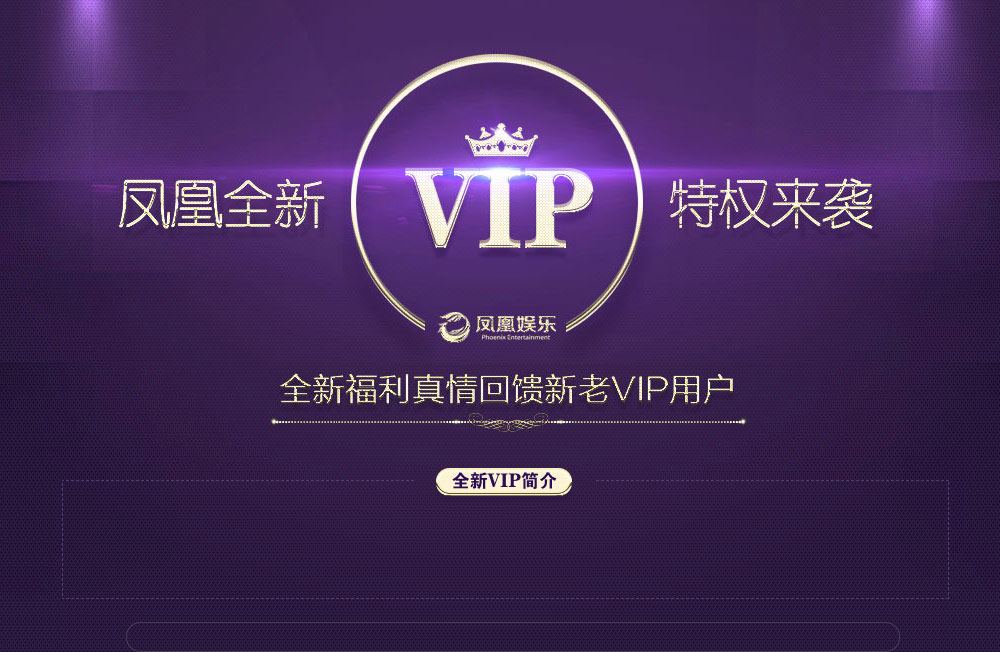 凤凰全新
VIP
特权来袭
凤凰娱乐
Phoenix Entertainment
全新福利真情回馈新老VIP用户
全新VIP简介